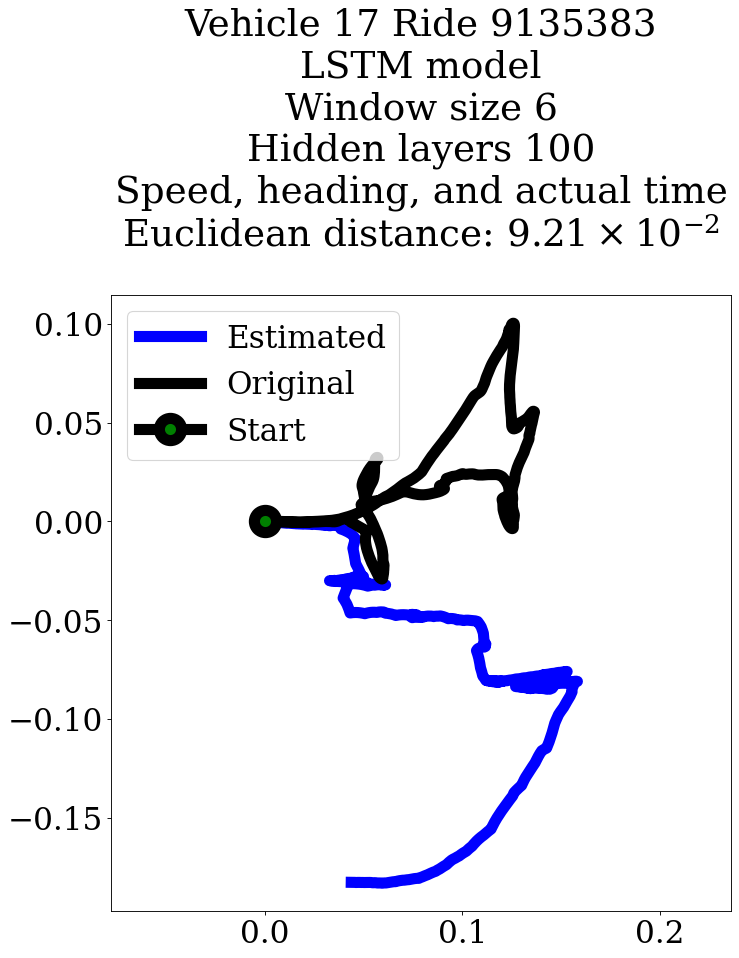 Vehicle 17 Ride 9135383
LSTM model
Window size 6
Hidden layers 100
Speed, heading, and actual time
Euclidean distance: 9.21 × 10⁻²
Estimated
Original
Start
0.10
0.05
0.00
−0.05
−0.10
−0.15
0.0 0.1 0.2